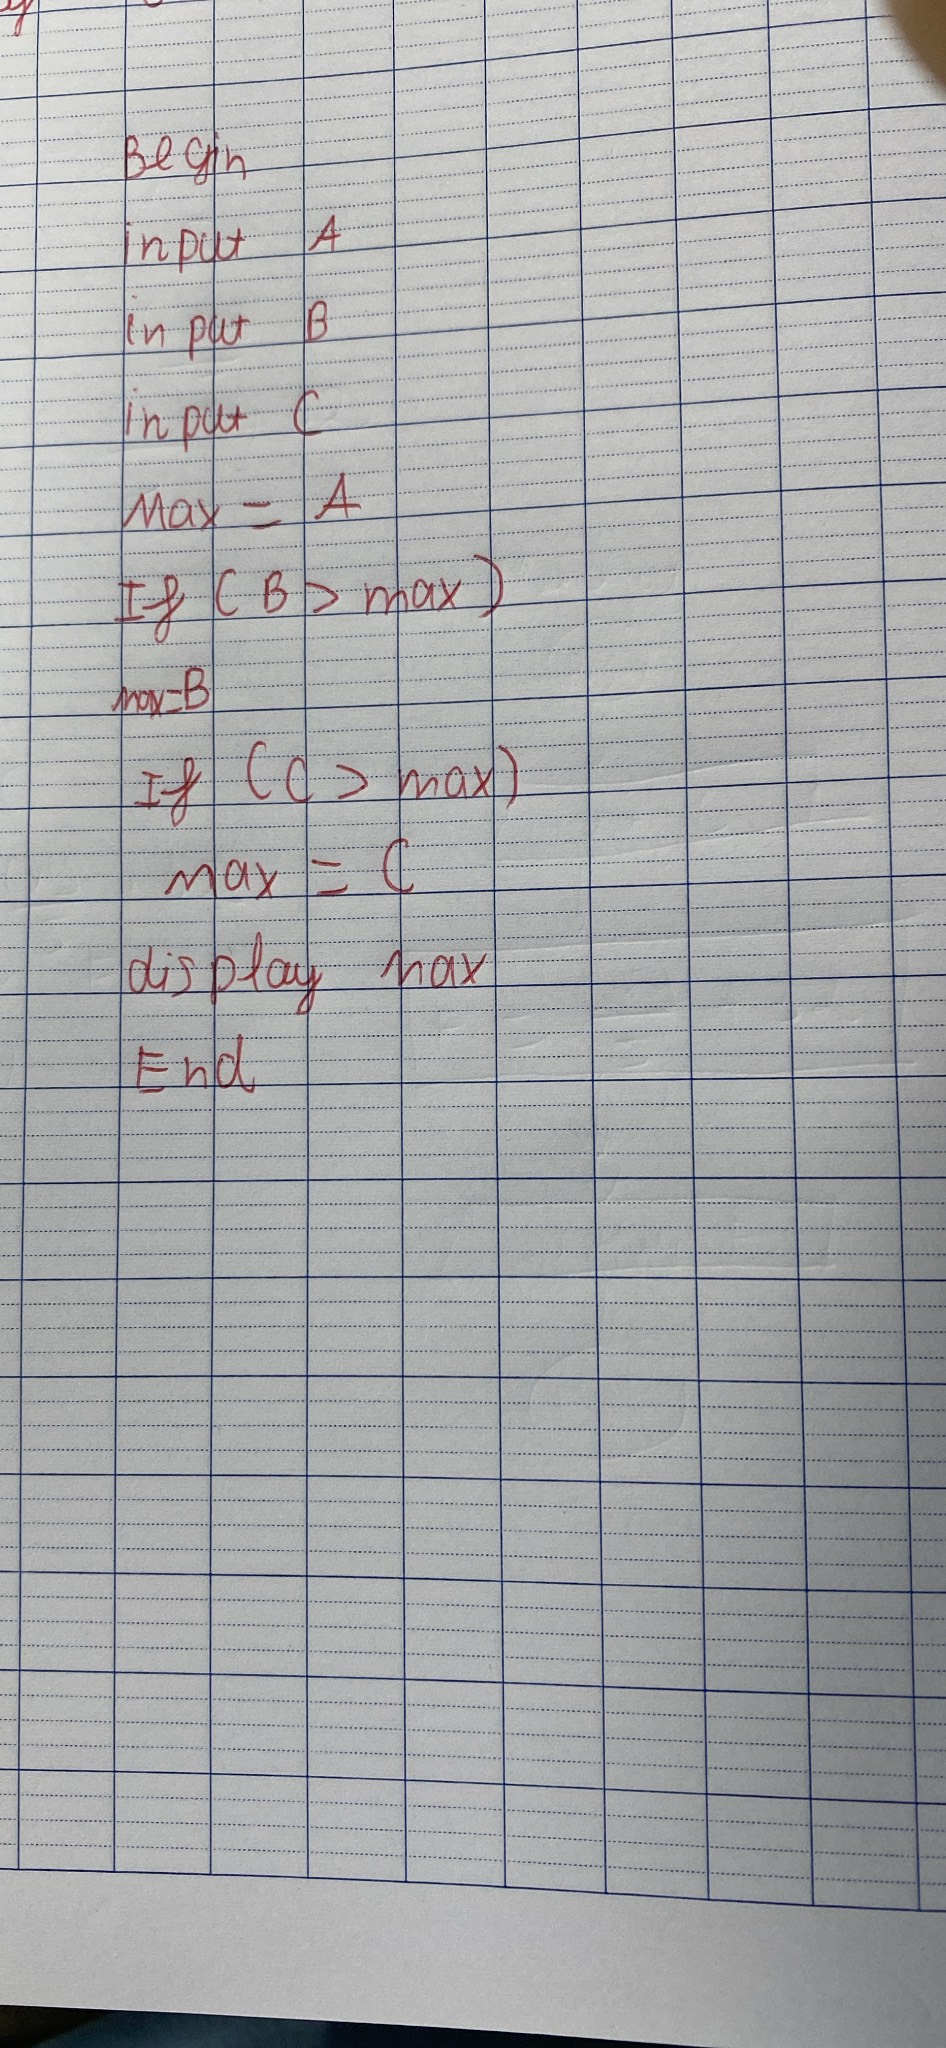 Begin
input A
input B
input C
Max = A
If (B > max)
max=B
If (C > max)
max = C
display max
End